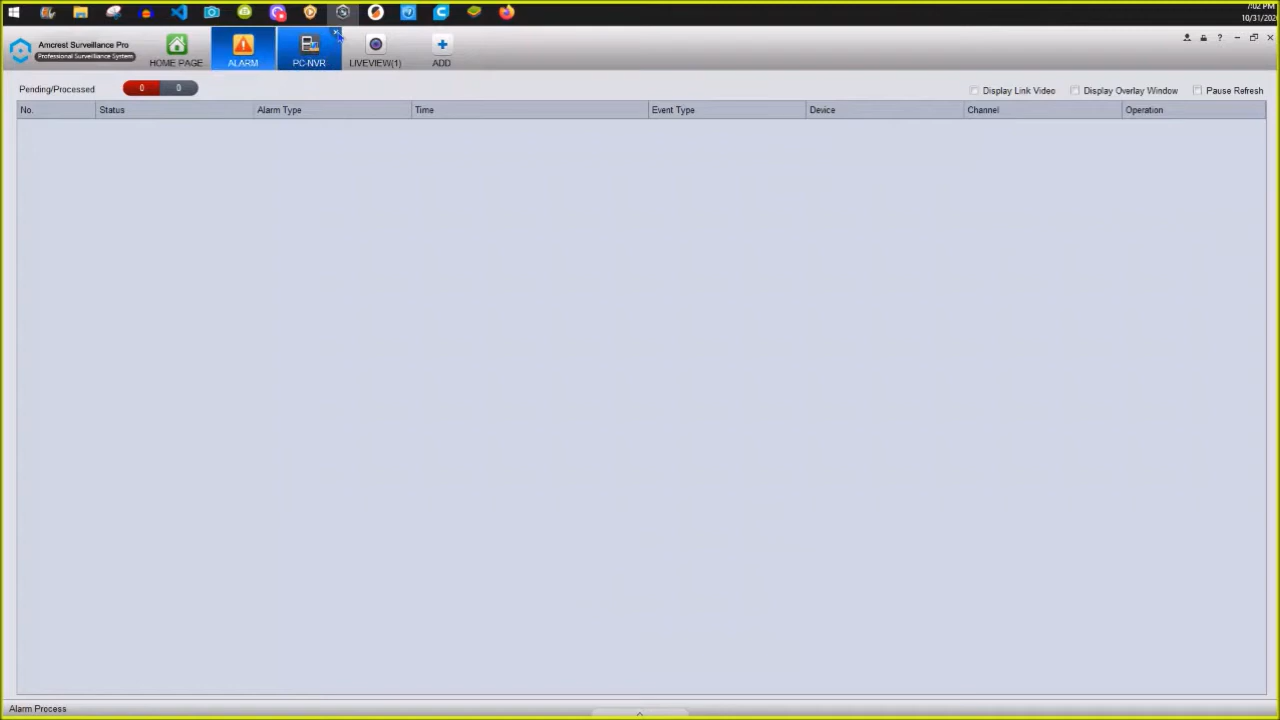 7:02 PM
10/31/202
Amcrest Surveillance Pro
Professional Surveillance System
HOME PAGE
ALARM
PC-NVR
LIVEVIEW(1)
ADD
Pending/Processed 0 0
Display Link Video Display Overlay Window Pause Refresh
No. Status Alarm Type Time Event Type Device Channel Operation
Alarm Process